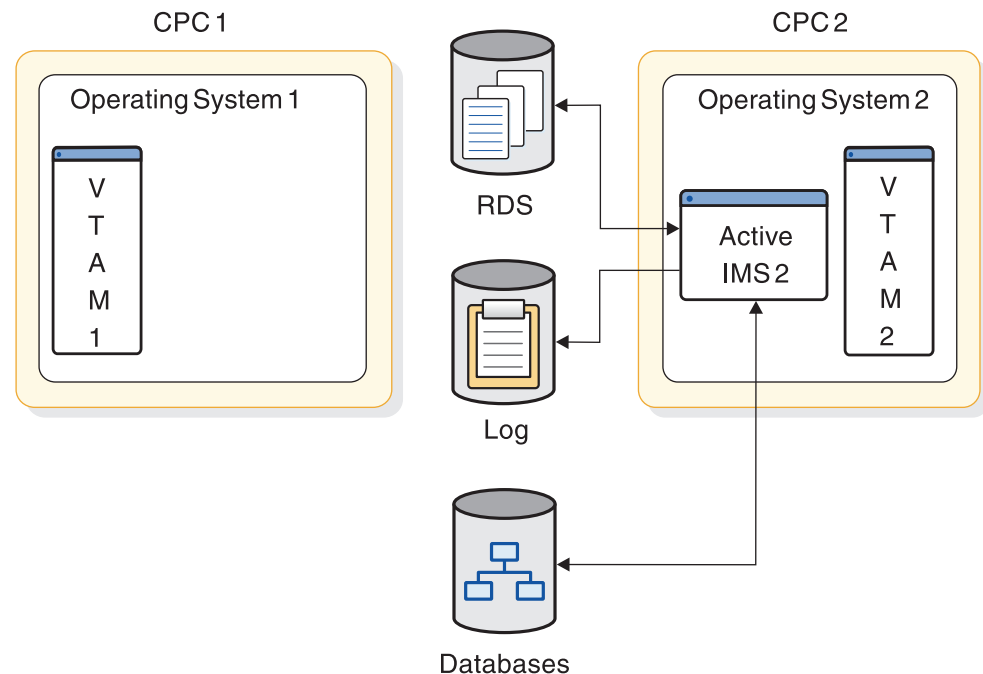 CPC 1
Operating System 1
V
T
A
M
1
RDS
Log
Databases
CPC 2
Operating System 2
Active
IMS 2
V
T
A
M
2